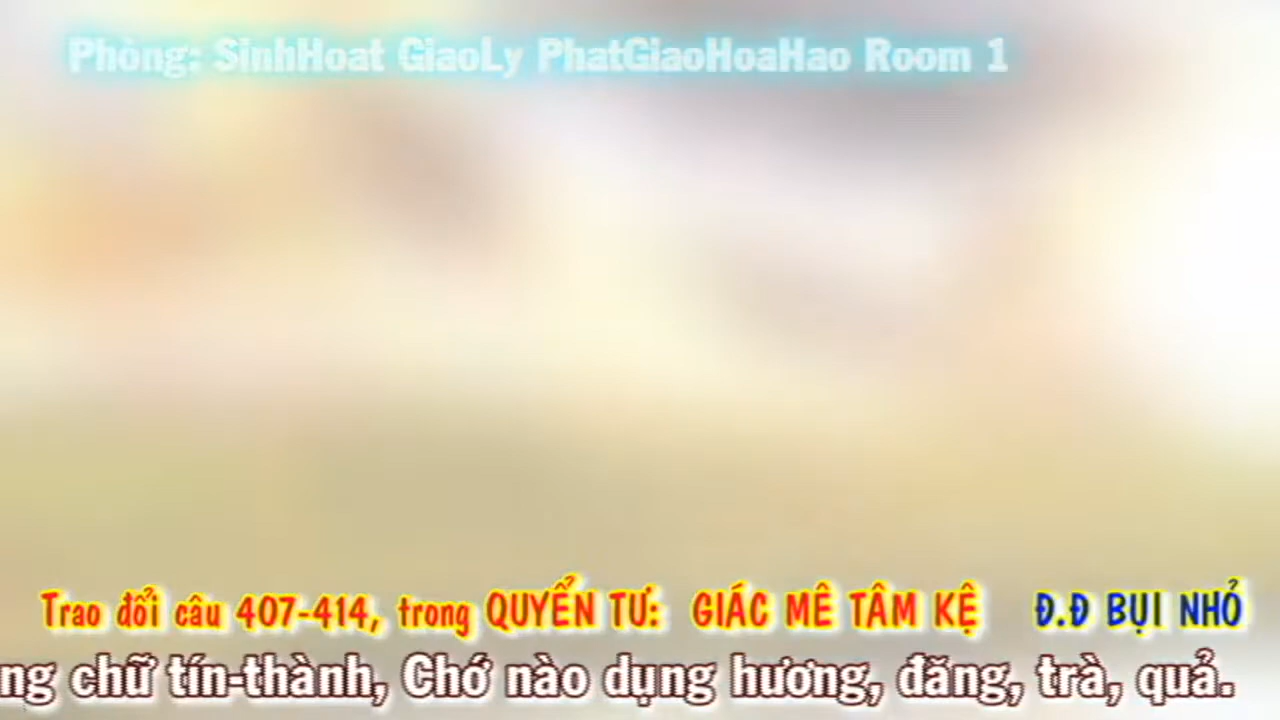 Phòng: SinhHoat GiaoLy PhatGiaoHoaHao Room 1
Trao đổi câu 407-414, trong QUYỂN TƯ: GIÁC MÊ TÂM KỆ Đ.Đ BỤI NHỎ
ng chữ tín-thành, Chớ nào dụng hương, đăng, trà, quả.